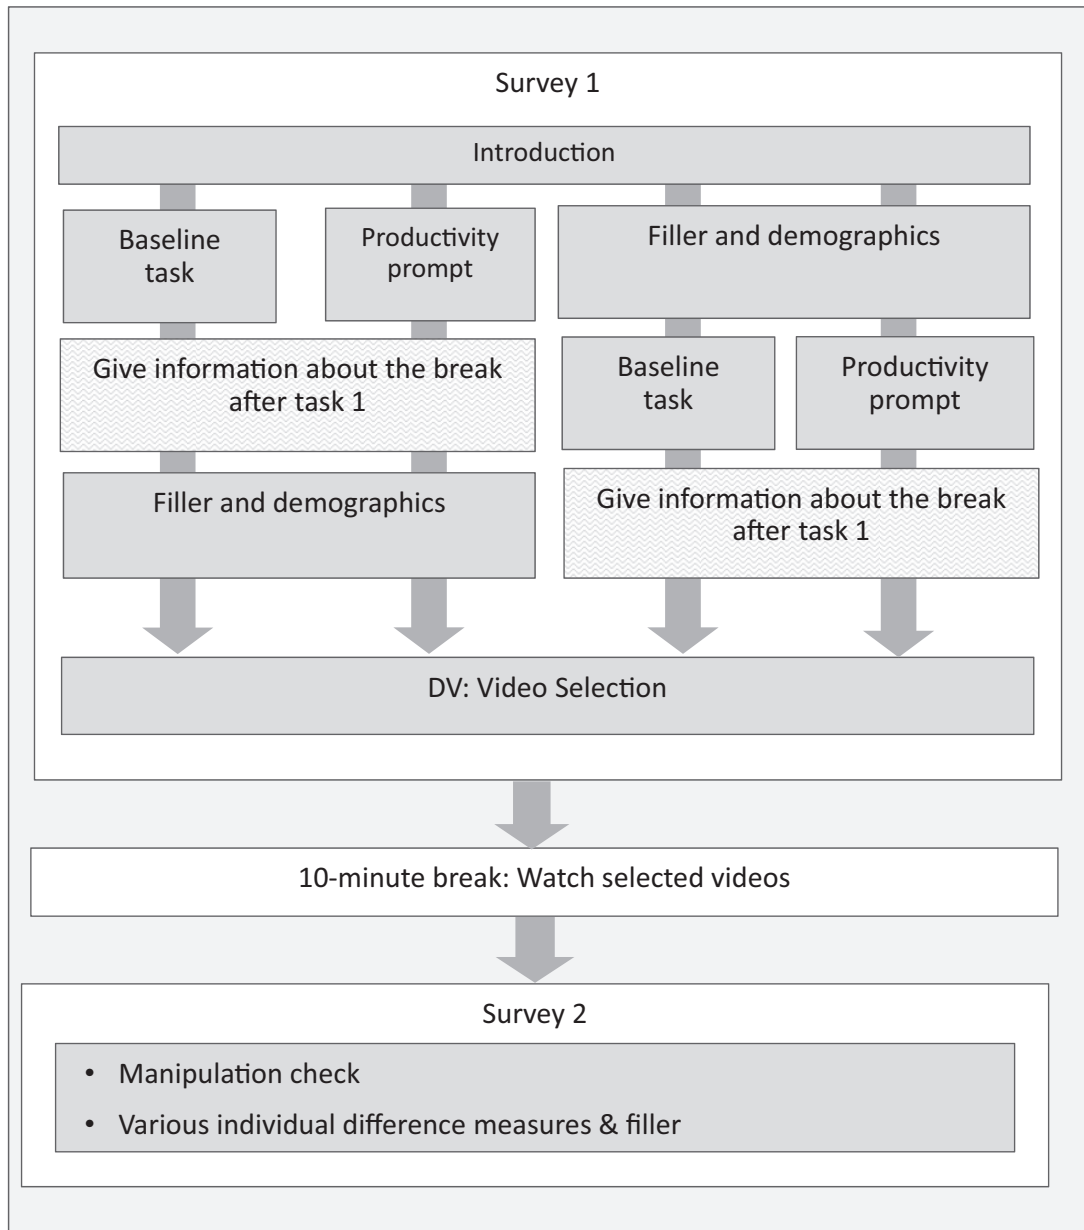 Survey 1
Introduction
Baseline
task
Productivity
prompt
Filler and demographics
Give information about the break
after task 1
Baseline
task
Productivity
prompt
Filler and demographics
Give information about the break
after task 1
DV: Video Selection
10-minute break: Watch selected videos
Survey 2
• Manipulation check
• Various individual difference measures & filler